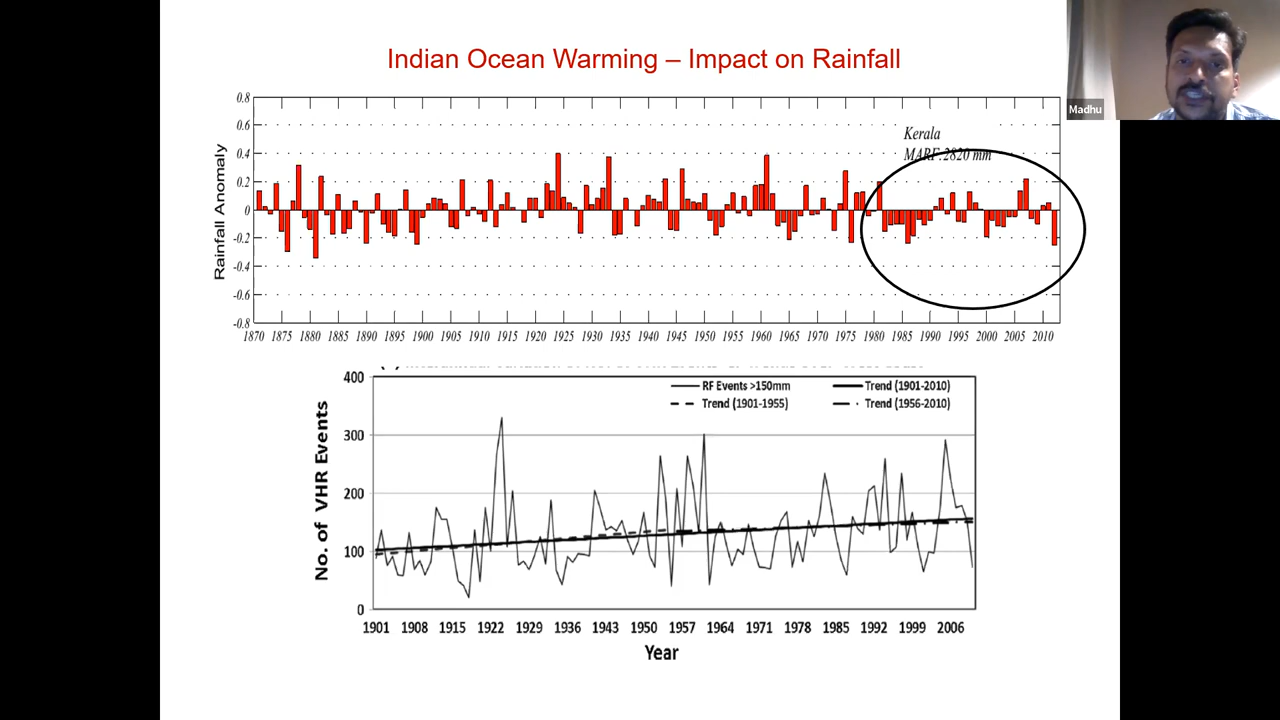 Indian Ocean Warming – Impact on Rainfall
Madhu
Rainfall Anomaly
0.8
0.6
0.4
0.2
0
-0.2
-0.4
-0.6
-0.8
Kerala
MARF:2820 mm
1870 1875 1880 1885 1890 1895 1900 1905 1910 1915 1920 1925 1930 1935 1940 1945 1950 1955 1960 1965 1970 1975 1980 1985 1990 1995 2000 2005 2010
No. of VHR Events
400
300
200
100
0
RF Events >150mm
Trend (1901-2010)
Trend (1901-1955)
Trend (1956-2010)
1901 1908 1915 1922 1929 1936 1943 1950 1957 1964 1971 1978 1985 1992 1999 2006
Year